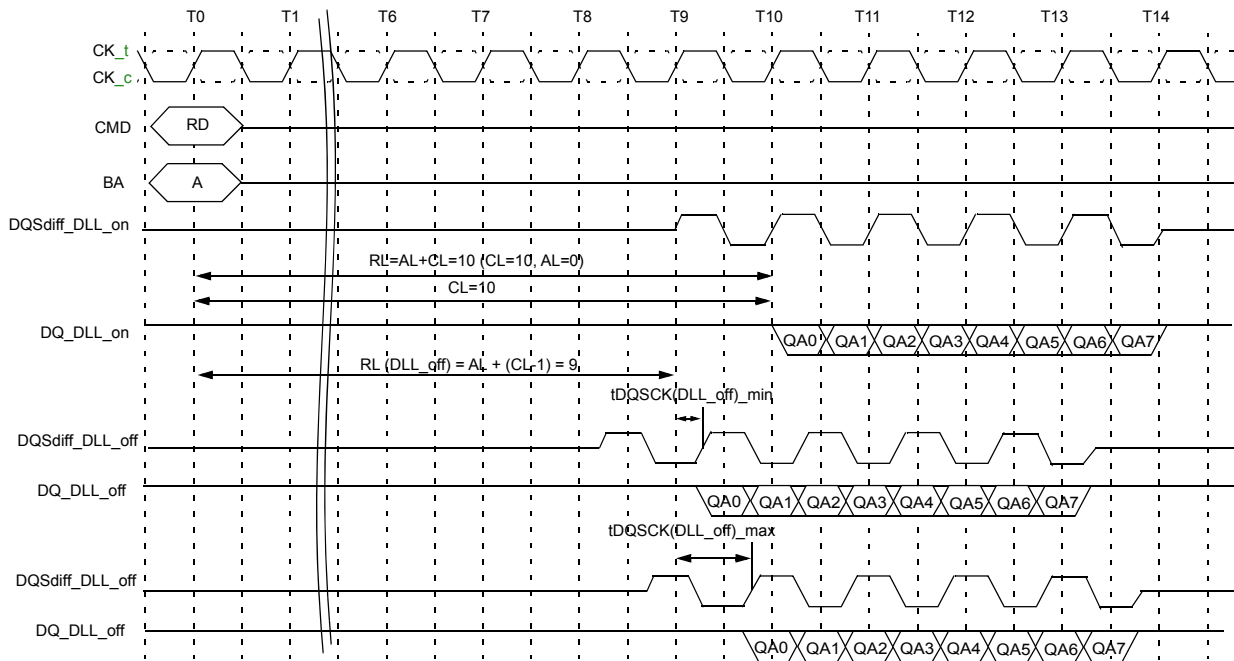 T0 T1 T6 T7 T8 T9 T10 T11 T12 T13 T14
CK_t
CK_c
CMD RD
BA A
DQSdiff_DLL_on
RL=AL+CL=10 (CL=10, AL=0)
CL=10
DQ_DLL_on QA0 QA1 QA2 QA3 QA4 QA5 QA6 QA7
RL (DLL_off) = AL + (CL-1) = 9
tDQSCK(DLL_off)_min
DQSdiff_DLL_off
DQ_DLL_off QA0 QA1 QA2 QA3 QA4 QA5 QA6 QA7
tDQSCK(DLL_off)_max
DQSdiff_DLL_off
DQ_DLL_off QA0 QA1 QA2 QA3 QA4 QA5 QA6 QA7